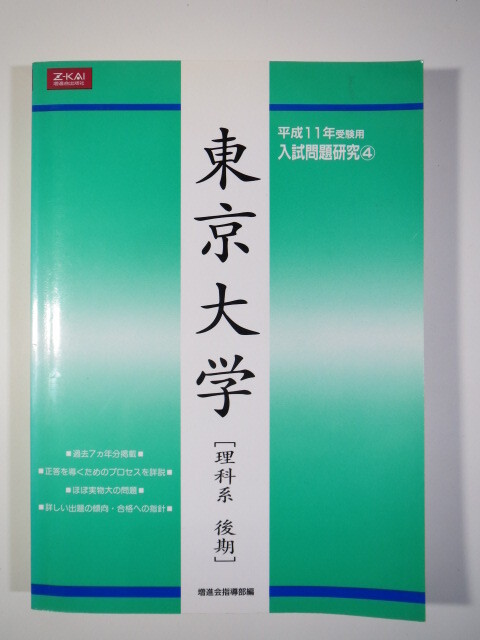 Z-KAI
増進会出版社
平成11年受験用
入試問題研究④
東京大学
[理科系 後期]
■過去7ヵ年分掲載■
■正答を導くためのプロセスを詳説■
■ほぼ実物大の問題■
■詳しい出題の傾向・合格への指針■
増進会指導部編